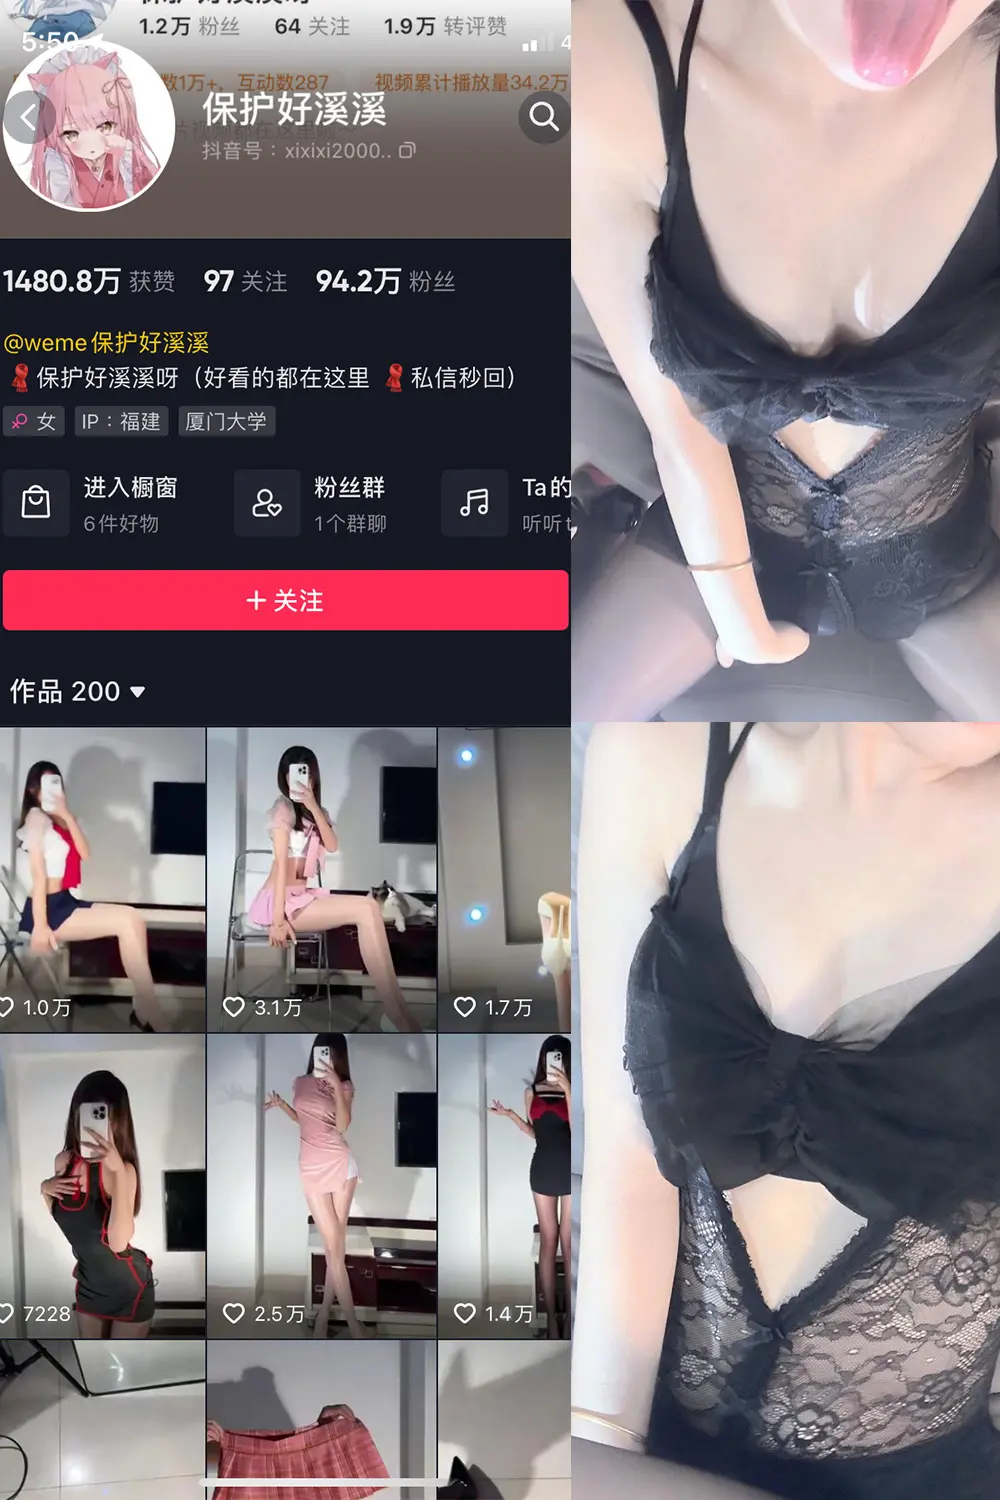 1.2万 粉丝 64 关注 1.9万 转评赞
5:50
4
数1万+, 互动数287 视频累计播放量34.2万
保护好溪溪
抖音号：xixixi2000..
1480.8万 获赞 97 关注 94.2万 粉丝
@weme保护好溪溪
保护好溪溪呀（好看的都在这里 私信秒回）
女 IP：福建 厦门大学
进入橱窗 粉丝群 Ta的
6件好物 1个群聊 听听
+ 关注
作品 200
1.0万 3.1万 1.7万
7228 2.5万 1.4万